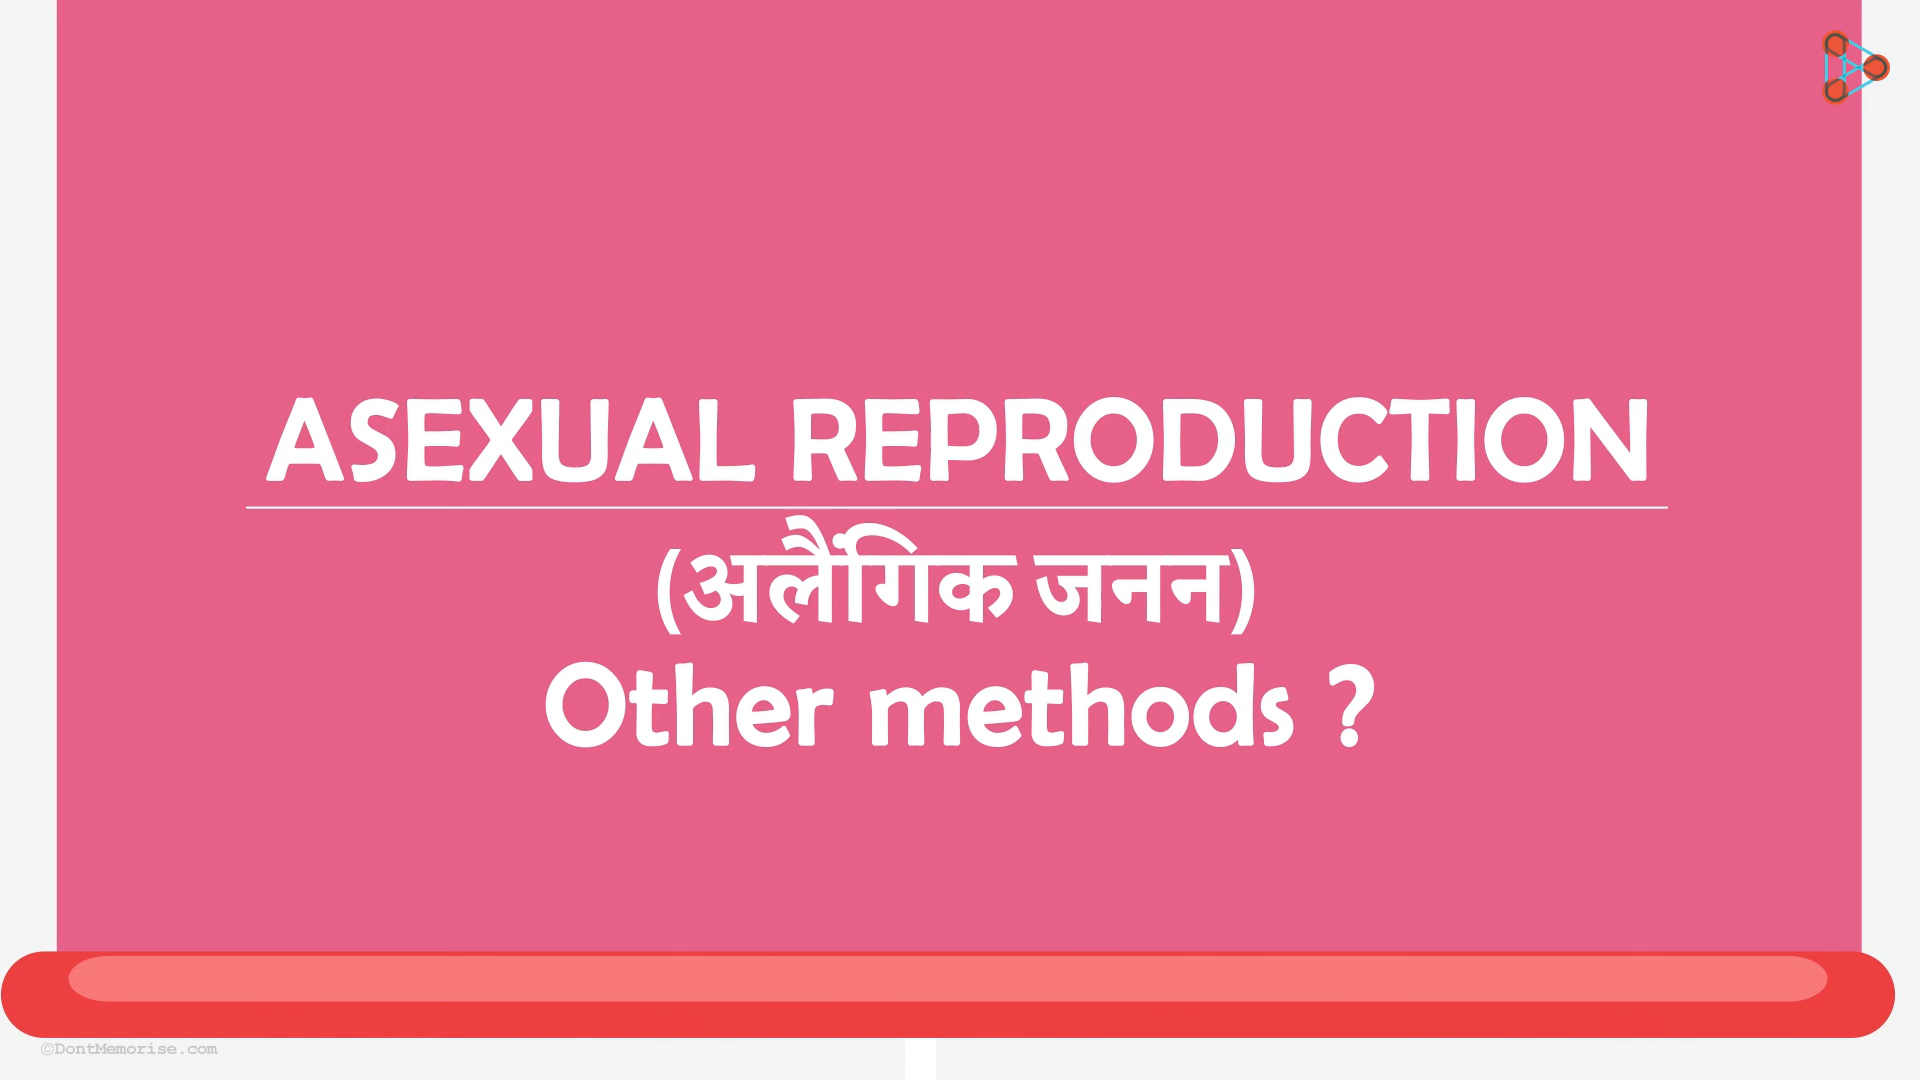 ASEXUAL REPRODUCTION
(अलैंगिक जनन)
Other methods ?
©DontMemorise.com